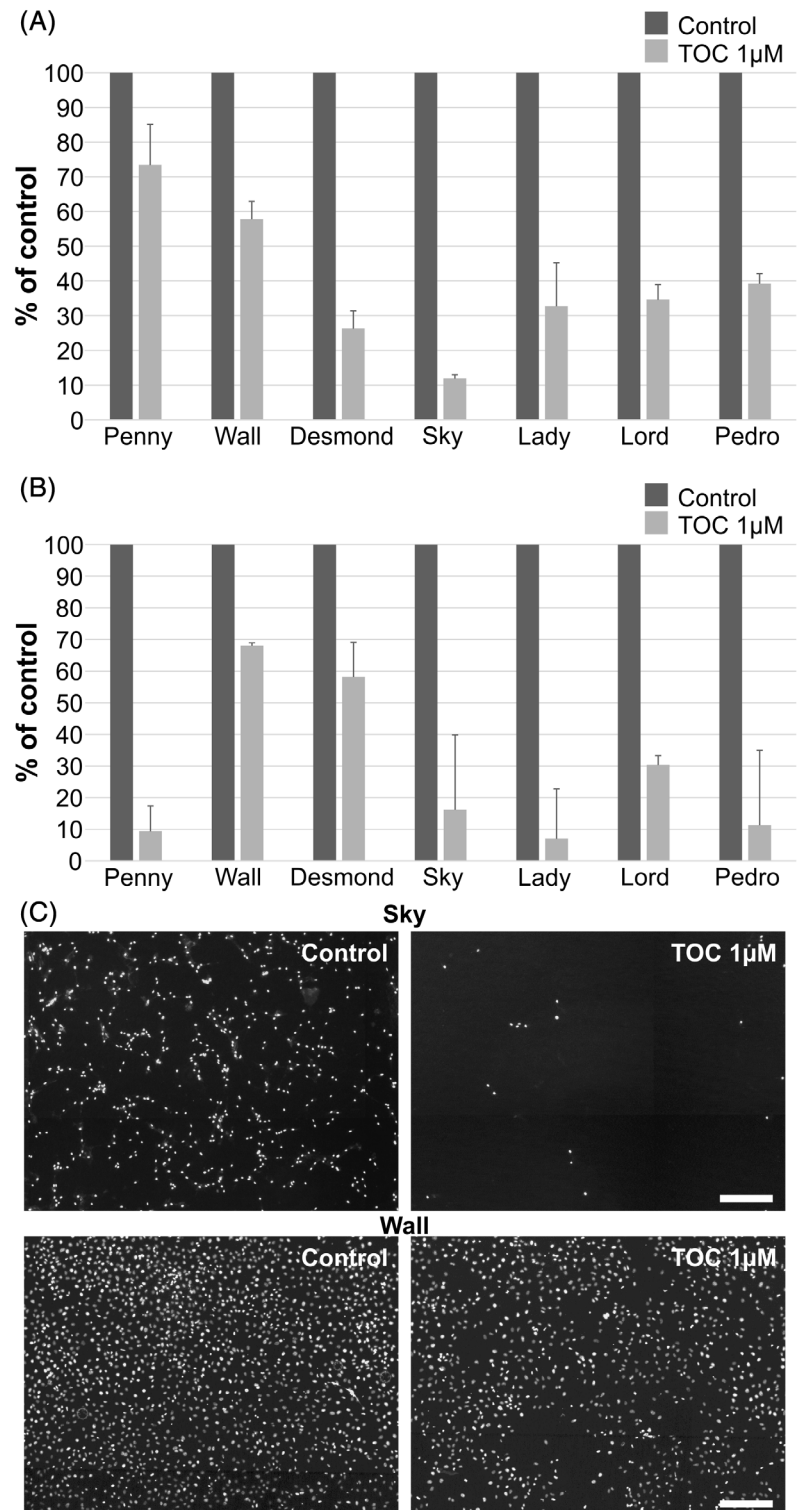 (A)
Control
TOC 1µM
% of control
100
90
80
70
60
50
40
30
20
10
0
Penny Wall Desmond Sky Lady Lord Pedro
(B)
Control
TOC 1µM
% of control
100
90
80
70
60
50
40
30
20
10
0
Penny Wall Desmond Sky Lady Lord Pedro
(C)
Sky
Control
TOC 1µM
Wall
Control
TOC 1µM